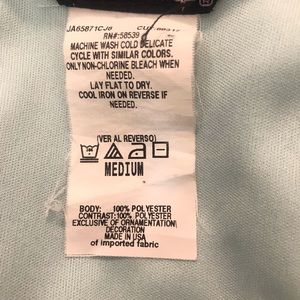 JA65871CJ6
RN#:58539
MACHINE WASH COLD DELICATE
CYCLE WITH SIMILAR COLORS.
ONLY NON-CHLORINE BLEACH WHEN
NEEDED.
LAY FLAT TO DRY.
COOL IRON ON REVERSE IF
NEEDED.
(VER AL REVERSO)
MEDIUM
BODY: 100% POLYESTER
CONTRAST:100% POLYESTER
EXCLUSIVE OF ORNAMENTATION/
DECORATION
MADE IN USA
of imported fabric